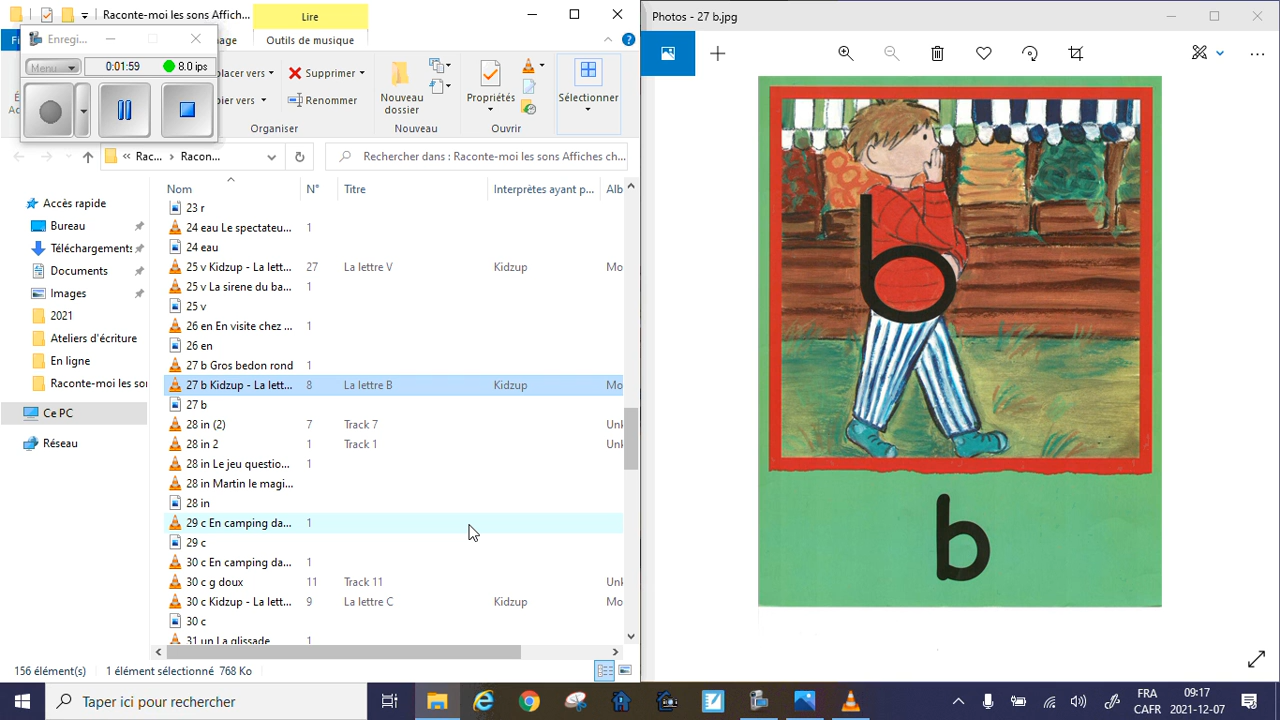 Raconte-moi les sons Affiches...
Lire
Outils de musique
Enregi...
Menu
0:01:59
8.0 ips
Supprimer
Renommer
Nouveau
dossier
Propriétés
Sélectionner
Organiser
Nouveau
Ouvrir
Rac...
Racon...
Rechercher dans : Raconte-moi les sons Affiches ch...
Nom
N°
Titre
Interprètes ayant p...
Alb
Accès rapide
Bureau
Téléchargements
Documents
Images
2021
Ateliers d'écriture
En ligne
Raconte-moi les so
Ce PC
Réseau
23 r
24 eau Le spectateu... 1
24 eau
25 v Kidzup - La lett... 27 La lettre V Kidzup Mo
25 v La sirene du ba... 1
25 v
26 en En visite chez ... 1
26 en
27 b Gros bedon rond 1
27 b Kidzup - La lett... 8 La lettre B Kidzup Mo
27 b
28 in (2) 7 Track 7 Unk
28 in 2 1 Track 1 Unk
28 in Le jeu questio... 1
28 in Martin le magi...
28 in
29 c En camping da... 1
29 c
30 c En camping da... 1
30 c g doux 11 Track 11 Unk
30 c Kidzup - La lett... 9 La lettre C Kidzup Mo
30 c
31 un La glissade 1
156 élément(s) 1 élément sélectionné 768 Ko
Photos - 27 b.jpg
b
b
Taper ici pour rechercher
FRA
CAFR
09:17
2021-12-07